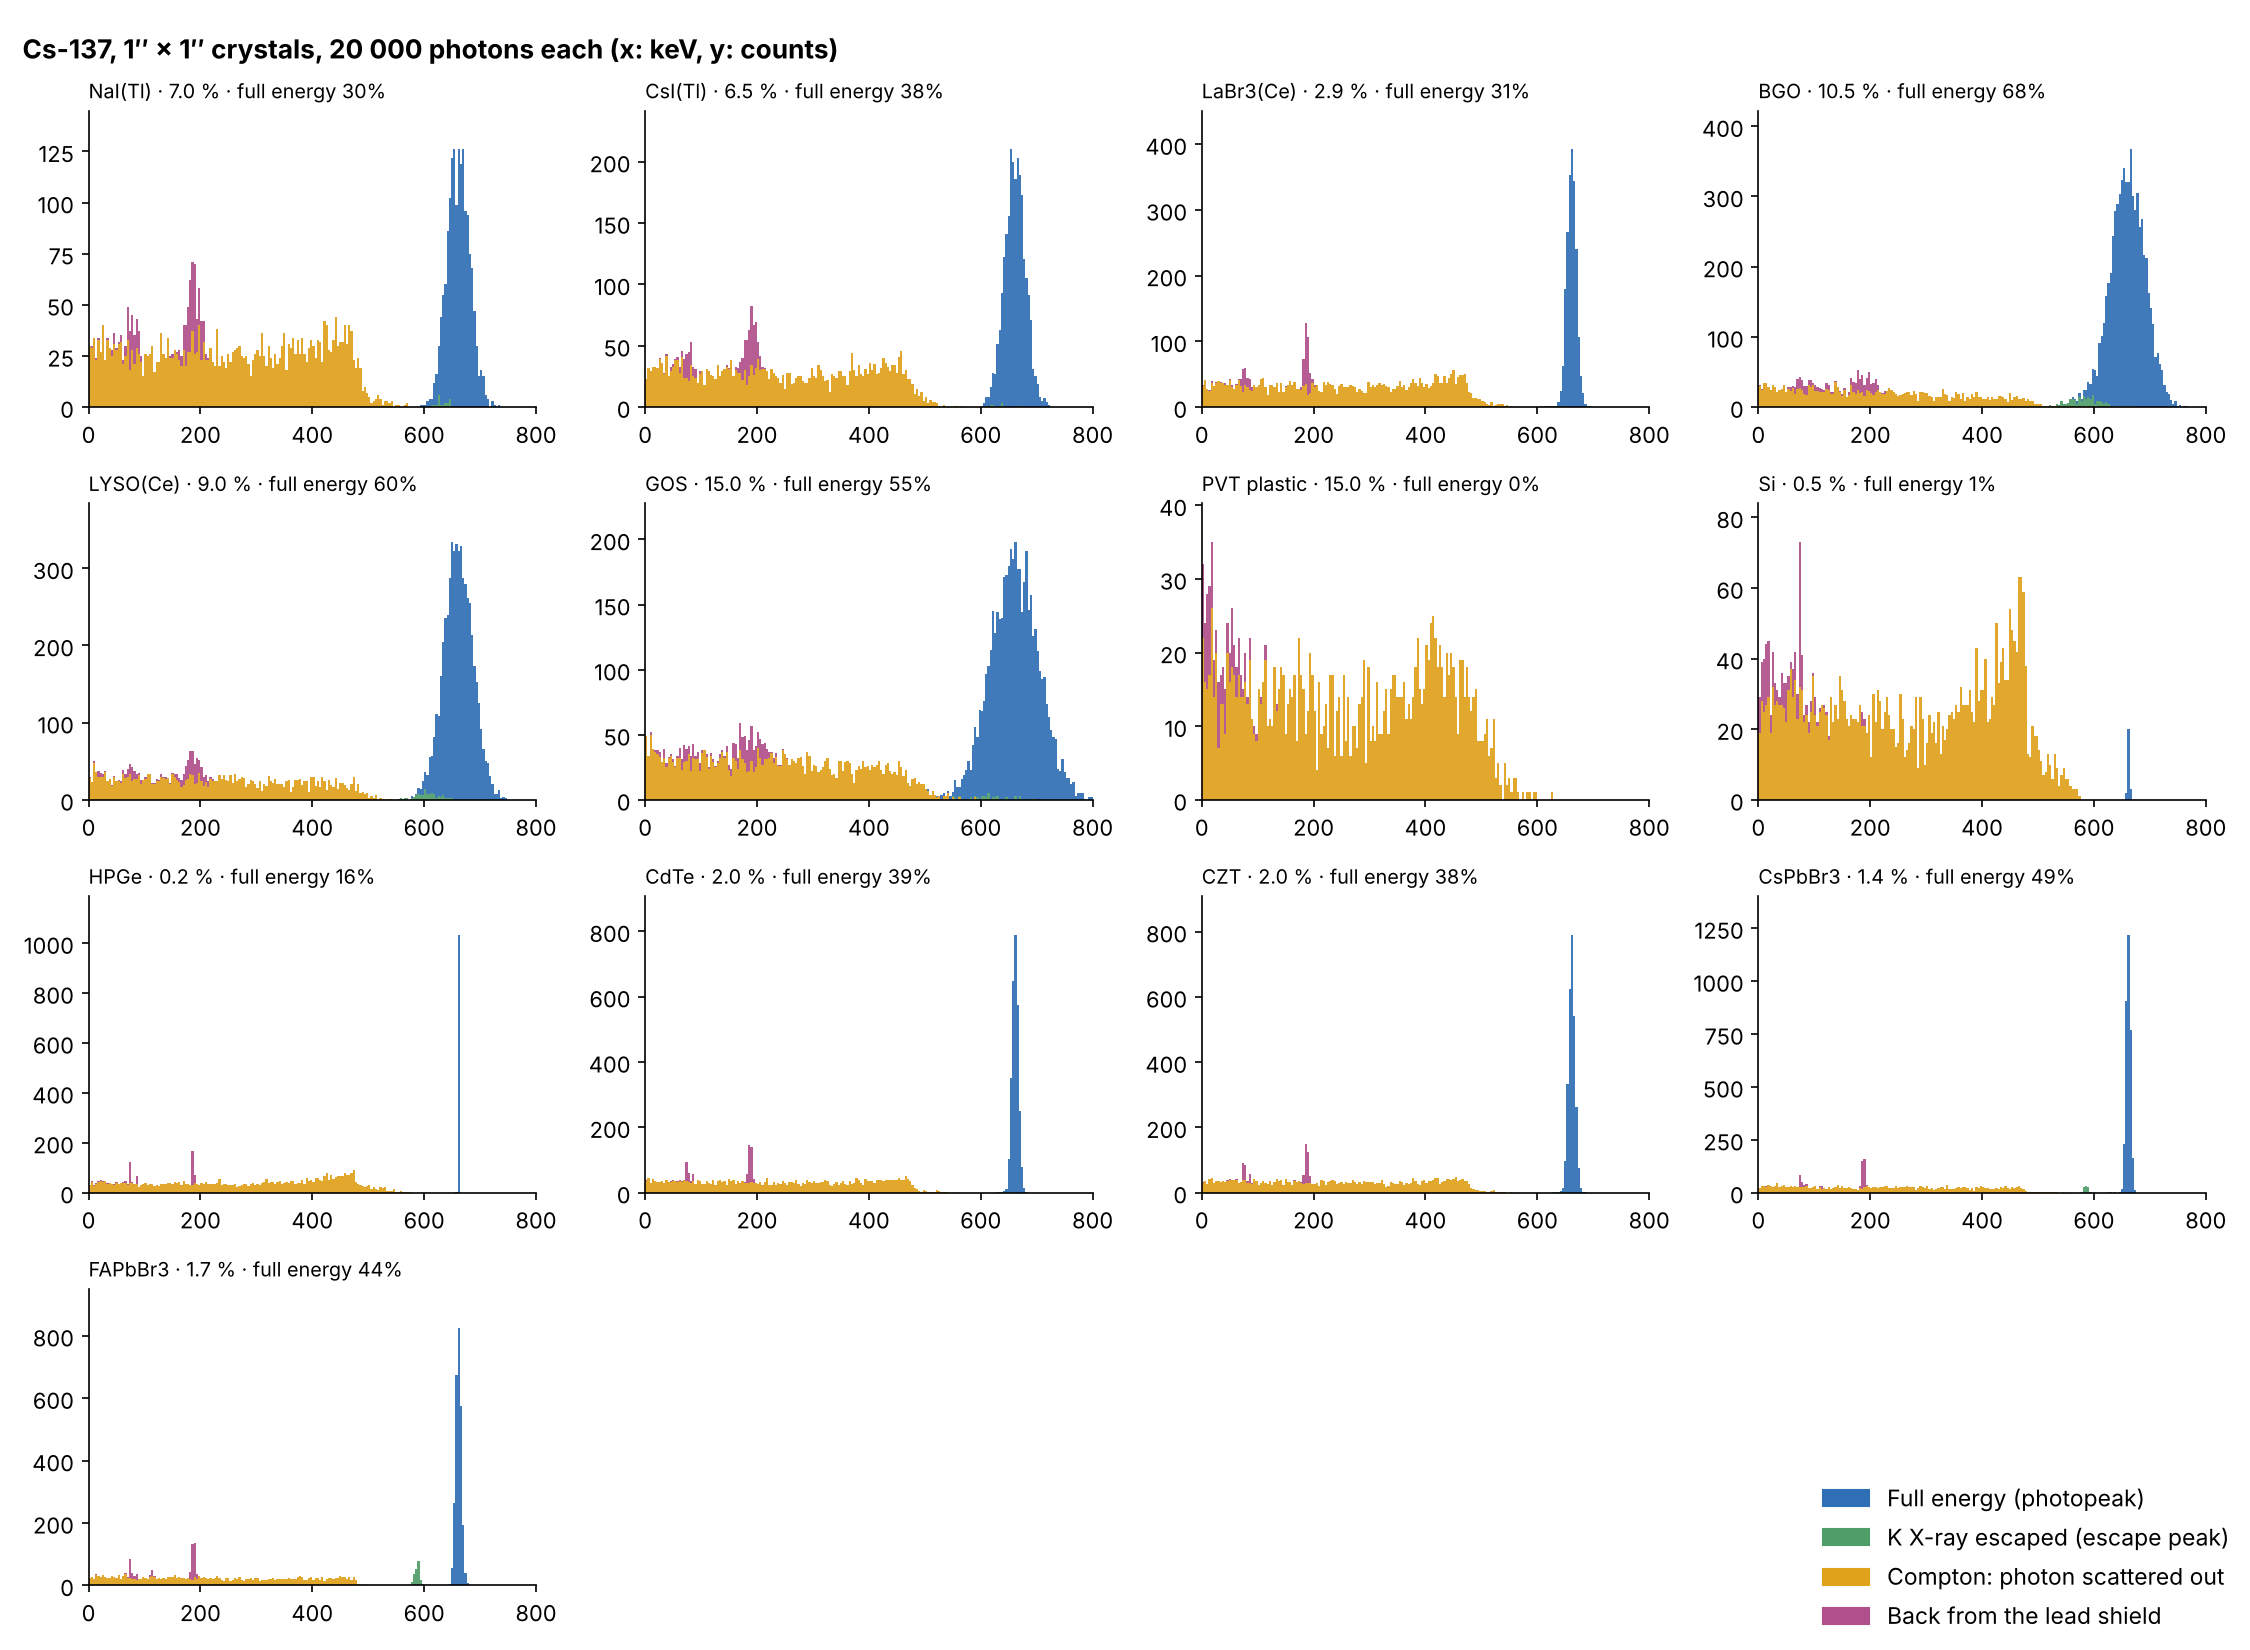 Cs-137, 1″ × 1″ crystals, 20 000 photons each (x: keV, y: counts)
NaI(Tl) · 7.0 % · full energy 30%
CsI(Tl) · 6.5 % · full energy 38%
LaBr3(Ce) · 2.9 % · full energy 31%
BGO · 10.5 % · full energy 68%
125
100
75
50
25
0
0 200 400 600 800
200
150
100
50
0
0 200 400 600 800
400
300
200
100
0
0 200 400 600 800
400
300
200
100
0
0 200 400 600 800
LYSO(Ce) · 9.0 % · full energy 60%
GOS · 15.0 % · full energy 55%
PVT plastic · 15.0 % · full energy 0%
Si · 0.5 % · full energy 1%
300
200
100
0
0 200 400 600 800
200
150
100
50
0
0 200 400 600 800
40
30
20
10
0
0 200 400 600 800
80
60
40
20
0
0 200 400 600 800
HPGe · 0.2 % · full energy 16%
CdTe · 2.0 % · full energy 39%
CZT · 2.0 % · full energy 38%
CsPbBr3 · 1.4 % · full energy 49%
1000
800
600
400
200
0
0 200 400 600 800
800
600
400
200
0
0 200 400 600 800
800
600
400
200
0
0 200 400 600 800
1250
1000
750
500
250
0
0 200 400 600 800
FAPbBr3 · 1.7 % · full energy 44%
800
600
400
200
0
0 200 400 600 800
Full energy (photopeak)
K X-ray escaped (escape peak)
Compton: photon scattered out
Back from the lead shield